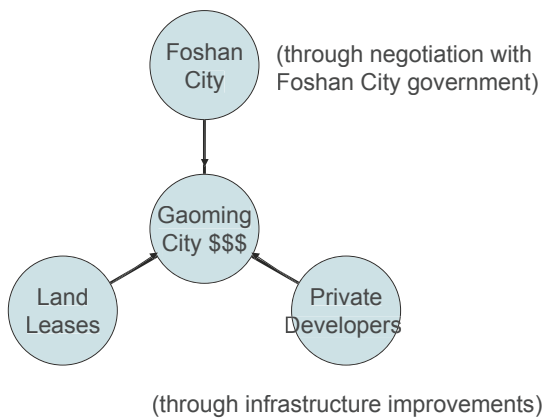 Foshan
City
(through negotiation with
Foshan City government)
Gaoming
City $$$
Land
Leases
Private
Developers
(through infrastructure improvements)